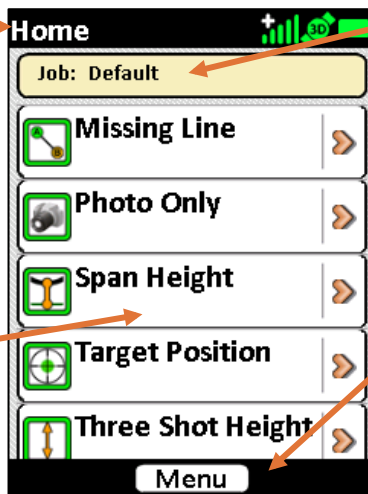 Home
3D
Job: Default
Missing Line
A
B
Photo Only
Span Height
Target Position
Three Shot Height
Menu